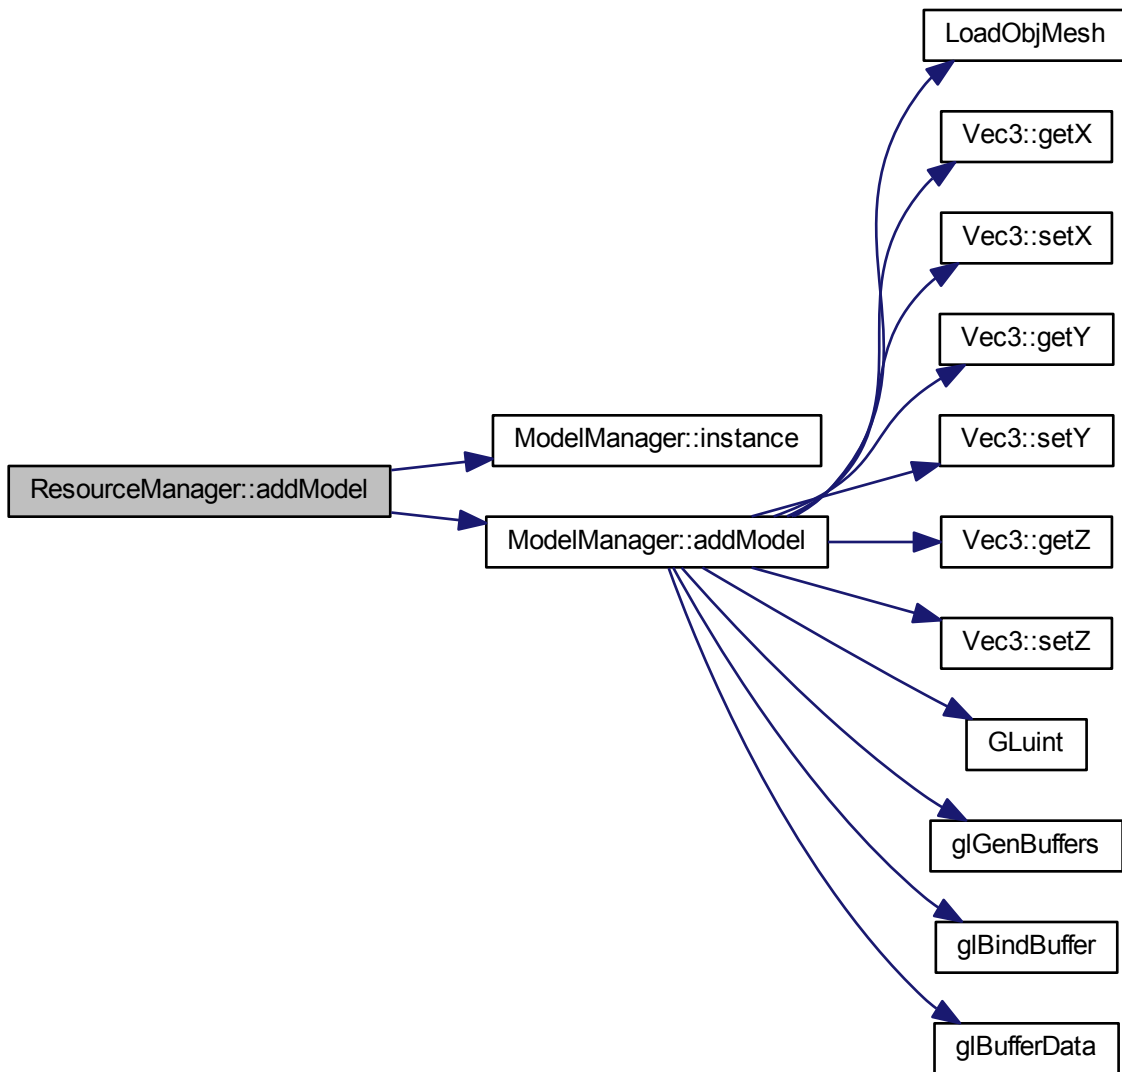 LoadObjMesh
Vec3::getX
Vec3::setX
Vec3::getY
ModelManager::instance
Vec3::setY
ResourceManager::addModel
ModelManager::addModel
Vec3::getZ
Vec3::setZ
GLuint
glGenBuffers
glBindBuffer
glBufferData